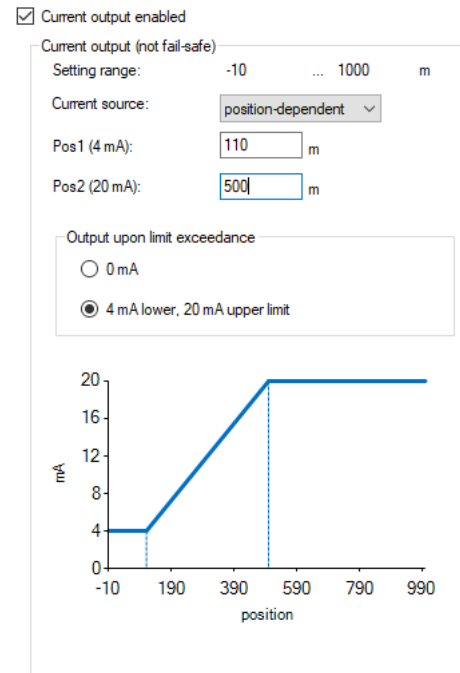 Current output enabled
Current output (not fail-safe)
Setting range: -10 ... 1000 m
Current source: position-dependent
Pos1 (4 mA): 110 m
Pos2 (20 mA): 500 m
Output upon limit exceedance
0 mA
4 mA lower, 20 mA upper limit
20
16
12
mA
8
4
0
-10 190 390 590 790 990
position